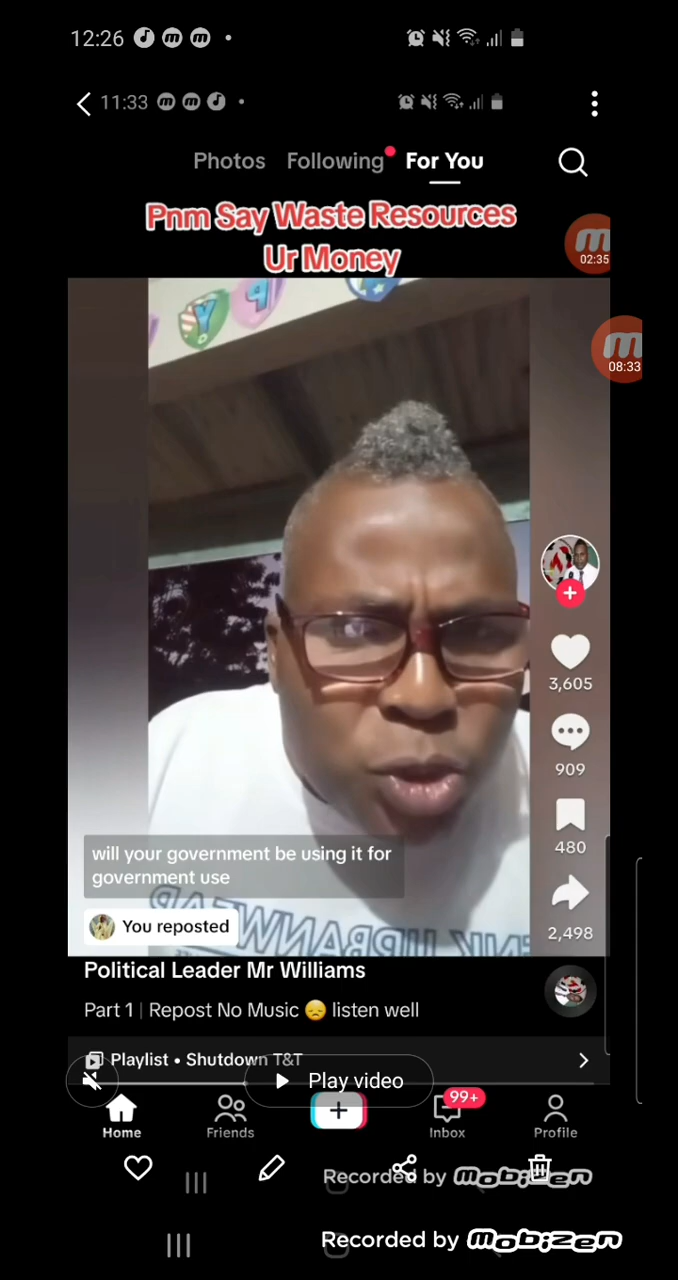 12:26
11:33
Photos Following For You
Pnm Say Waste Resources
Ur Money
02:35
08:33
3,605
909
480
will your government be using it for
government use
You reposted
2,498
Political Leader Mr Williams
Part 1 | Repost No Music 😞 listen well
Playlist • Shutdown T&T
Play video
99+
Home Friends Inbox Profile
Recorded by mobizen
Recorded by mobizen